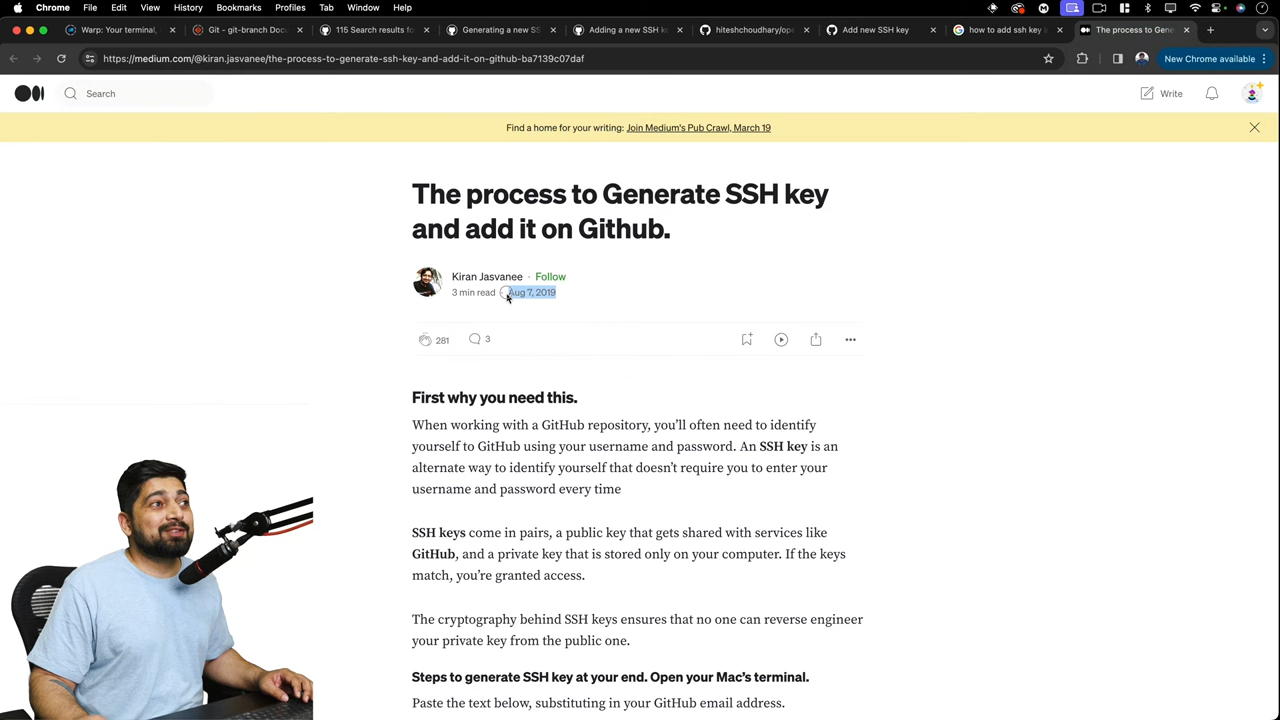 Chrome File Edit View History Bookmarks Profiles Tab Window Help
Warp: Your terminal,
Git - git-branch Docu
115 Search results fo
Generating a new SS
Adding a new SSH k
hiteshchoudhary/ope
Add new SSH key
how to add ssh key i
The process to Gene
https://medium.com/@kiran.jasvanee/the-process-to-generate-ssh-key-and-add-it-on-github-ba7139c07daf
New Chrome available
Search
Write
Find a home for your writing: Join Medium's Pub Crawl, March 19
The process to Generate SSH key
and add it on Github.
Kiran Jasvanee · Follow
3 min read · Aug 7, 2019
281
3
First why you need this.
When working with a GitHub repository, you'll often need to identify
yourself to GitHub using your username and password. An SSH key is an
alternate way to identify yourself that doesn't require you to enter your
username and password every time
SSH keys come in pairs, a public key that gets shared with services like
GitHub, and a private key that is stored only on your computer. If the keys
match, you're granted access.
The cryptography behind SSH keys ensures that no one can reverse engineer
your private key from the public one.
Steps to generate SSH key at your end. Open your Mac's terminal.
Paste the text below, substituting in your GitHub email address.